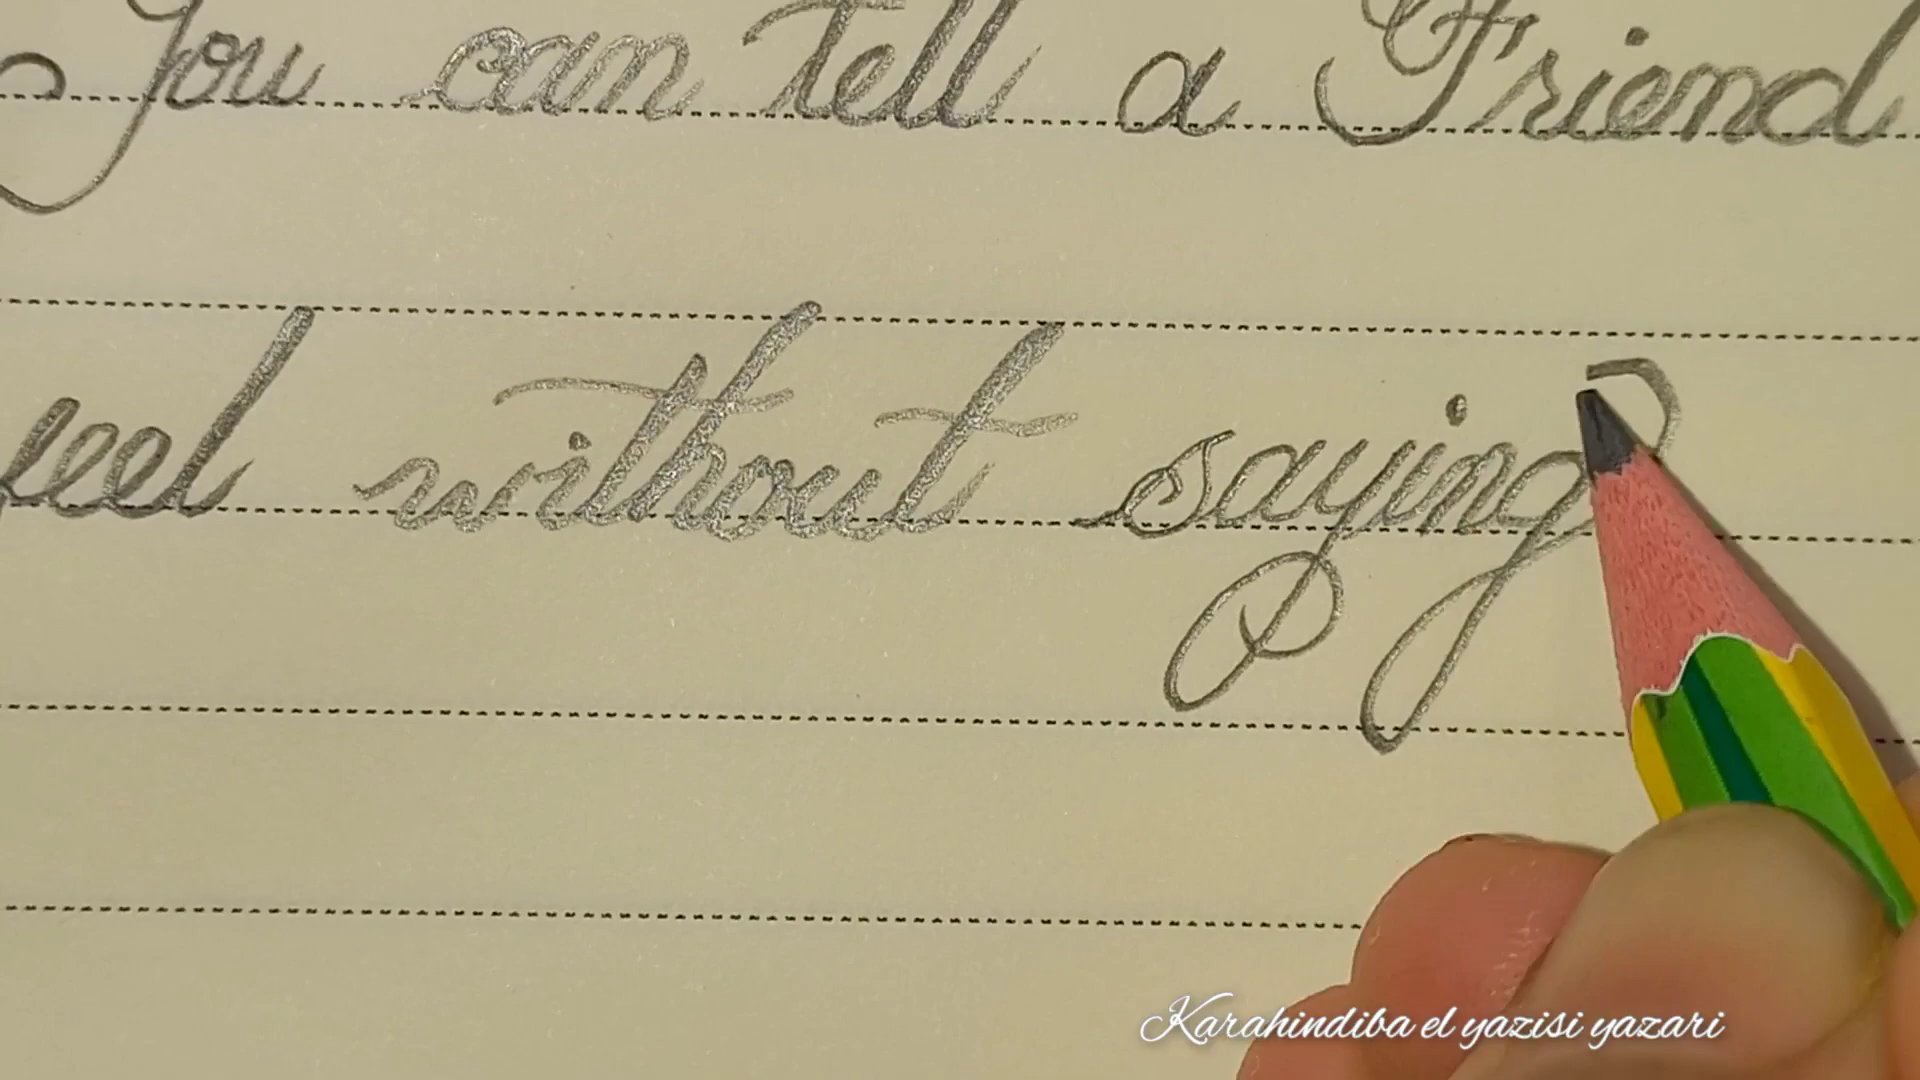 You can tell a Friend
feel without saying
Karahindiba el yazisi yazari